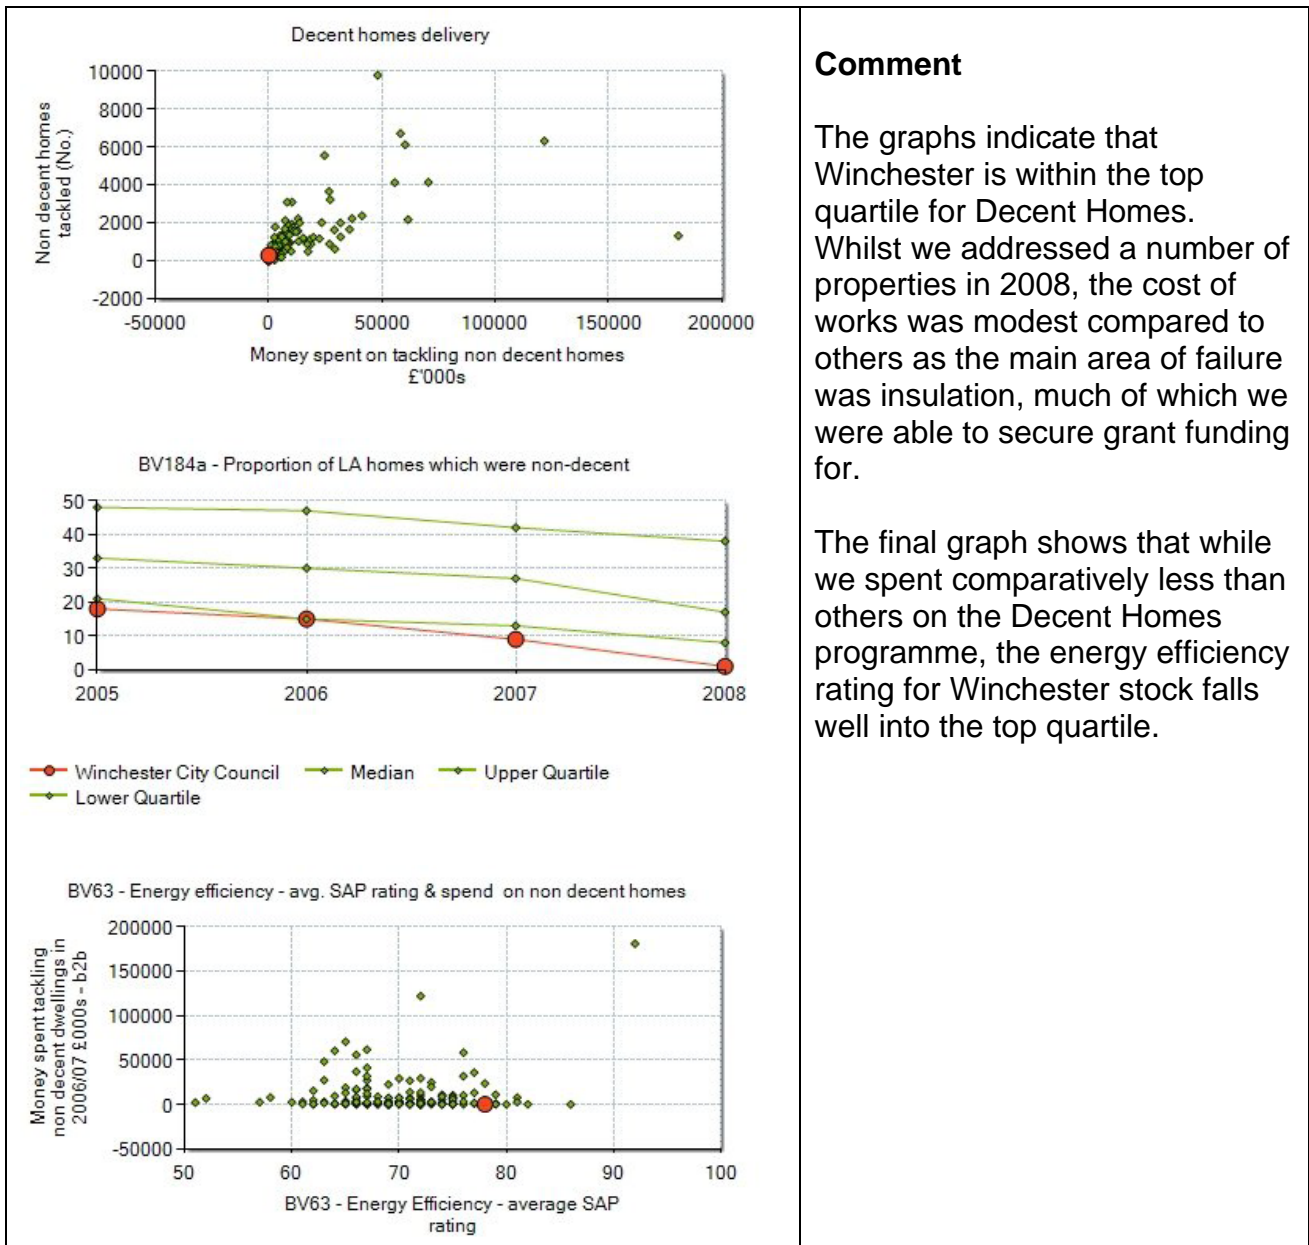 Decent homes delivery
Non decent homes
tackled (No.)
10000
8000
6000
4000
2000
0
-2000
-50000 0 50000 100000 150000 200000
Money spent on tackling non decent homes
£'000s
BV184a - Proportion of LA homes which were non-decent
50
40
30
20
10
0
2005 2006 2007 2008
Winchester City Council Median Upper Quartile
Lower Quartile
BV63 - Energy efficiency - avg. SAP rating & spend on non decent homes
Money spent tackling
non decent dwellings in
2006/07 £000s - b2b
200000
150000
100000
50000
0
-50000
50 60 70 80 90 100
BV63 - Energy Efficiency - average SAP
rating
Comment
The graphs indicate that
Winchester is within the top
quartile for Decent Homes.
Whilst we addressed a number of
properties in 2008, the cost of
works was modest compared to
others as the main area of failure
was insulation, much of which we
were able to secure grant funding
for.
The final graph shows that while
we spent comparatively less than
others on the Decent Homes
programme, the energy efficiency
rating for Winchester stock falls
well into the top quartile.